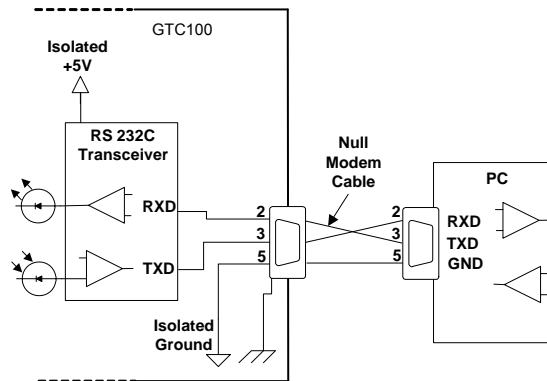 GTC100
Isolated
+5V
RS 232C
Transceiver
RXD
TXD
2
3
5
Isolated
Ground
Null
Modem
Cable
2
3
5
PC
RXD
TXD
GND